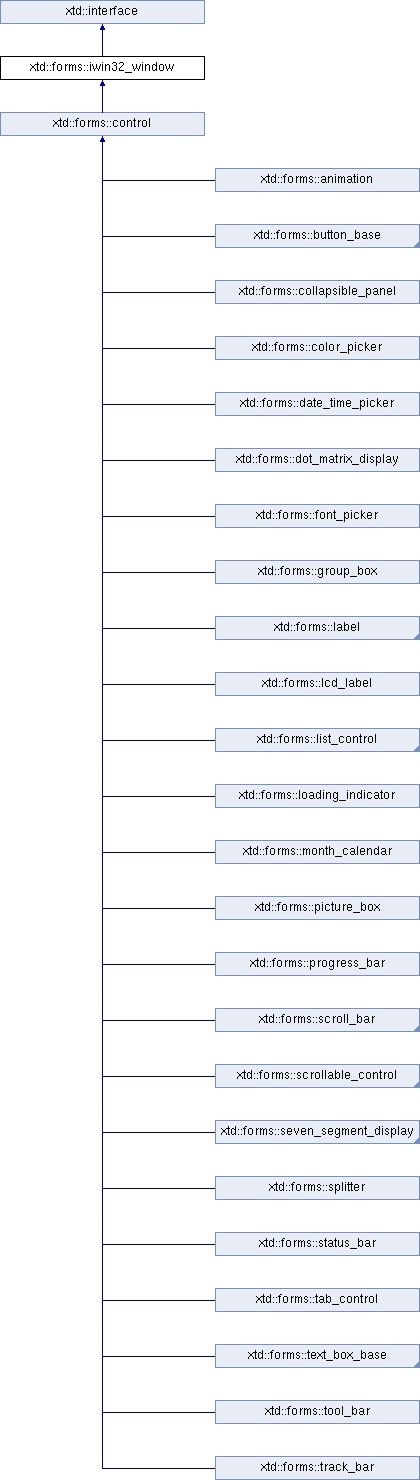 xtd::interface
xtd::forms::iwin32_window
xtd::forms::control
xtd::forms::animation
xtd::forms::button_base
xtd::forms::collapsible_panel
xtd::forms::color_picker
xtd::forms::date_time_picker
xtd::forms::dot_matrix_display
xtd::forms::font_picker
xtd::forms::group_box
xtd::forms::label
xtd::forms::lcd_label
xtd::forms::list_control
xtd::forms::loading_indicator
xtd::forms::month_calendar
xtd::forms::picture_box
xtd::forms::progress_bar
xtd::forms::scroll_bar
xtd::forms::scrollable_control
xtd::forms::seven_segment_display
xtd::forms::splitter
xtd::forms::status_bar
xtd::forms::tab_control
xtd::forms::text_box_base
xtd::forms::tool_bar
xtd::forms::track_bar